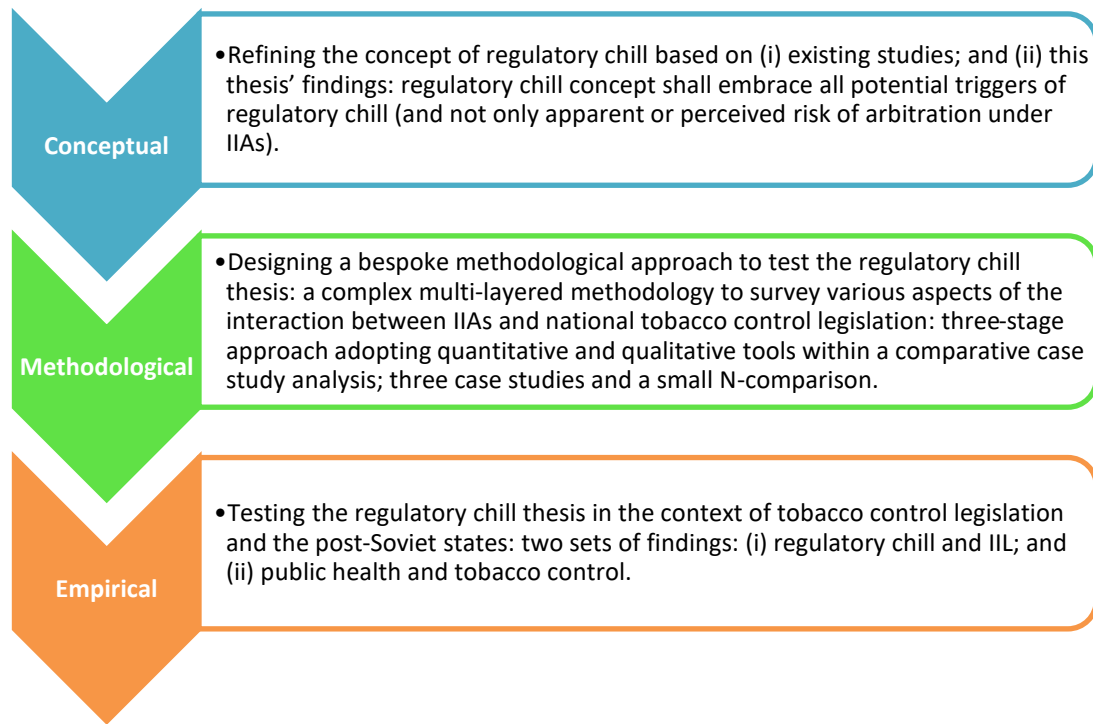 Conceptual
•Refining the concept of regulatory chill based on (i) existing studies; and (ii) this
thesis’ findings: regulatory chill concept shall embrace all potential triggers of
regulatory chill (and not only apparent or perceived risk of arbitration under
IIAs).
Methodological
•Designing a bespoke methodological approach to test the regulatory chill
thesis: a complex multi-layered methodology to survey various aspects of the
interaction between IIAs and national tobacco control legislation: three-stage
approach adopting quantitative and qualitative tools within a comparative case
study analysis; three case studies and a small N-comparison.
Empirical
•Testing the regulatory chill thesis in the context of tobacco control legislation
and the post-Soviet states: two sets of findings: (i) regulatory chill and IIL; and
(ii) public health and tobacco control.